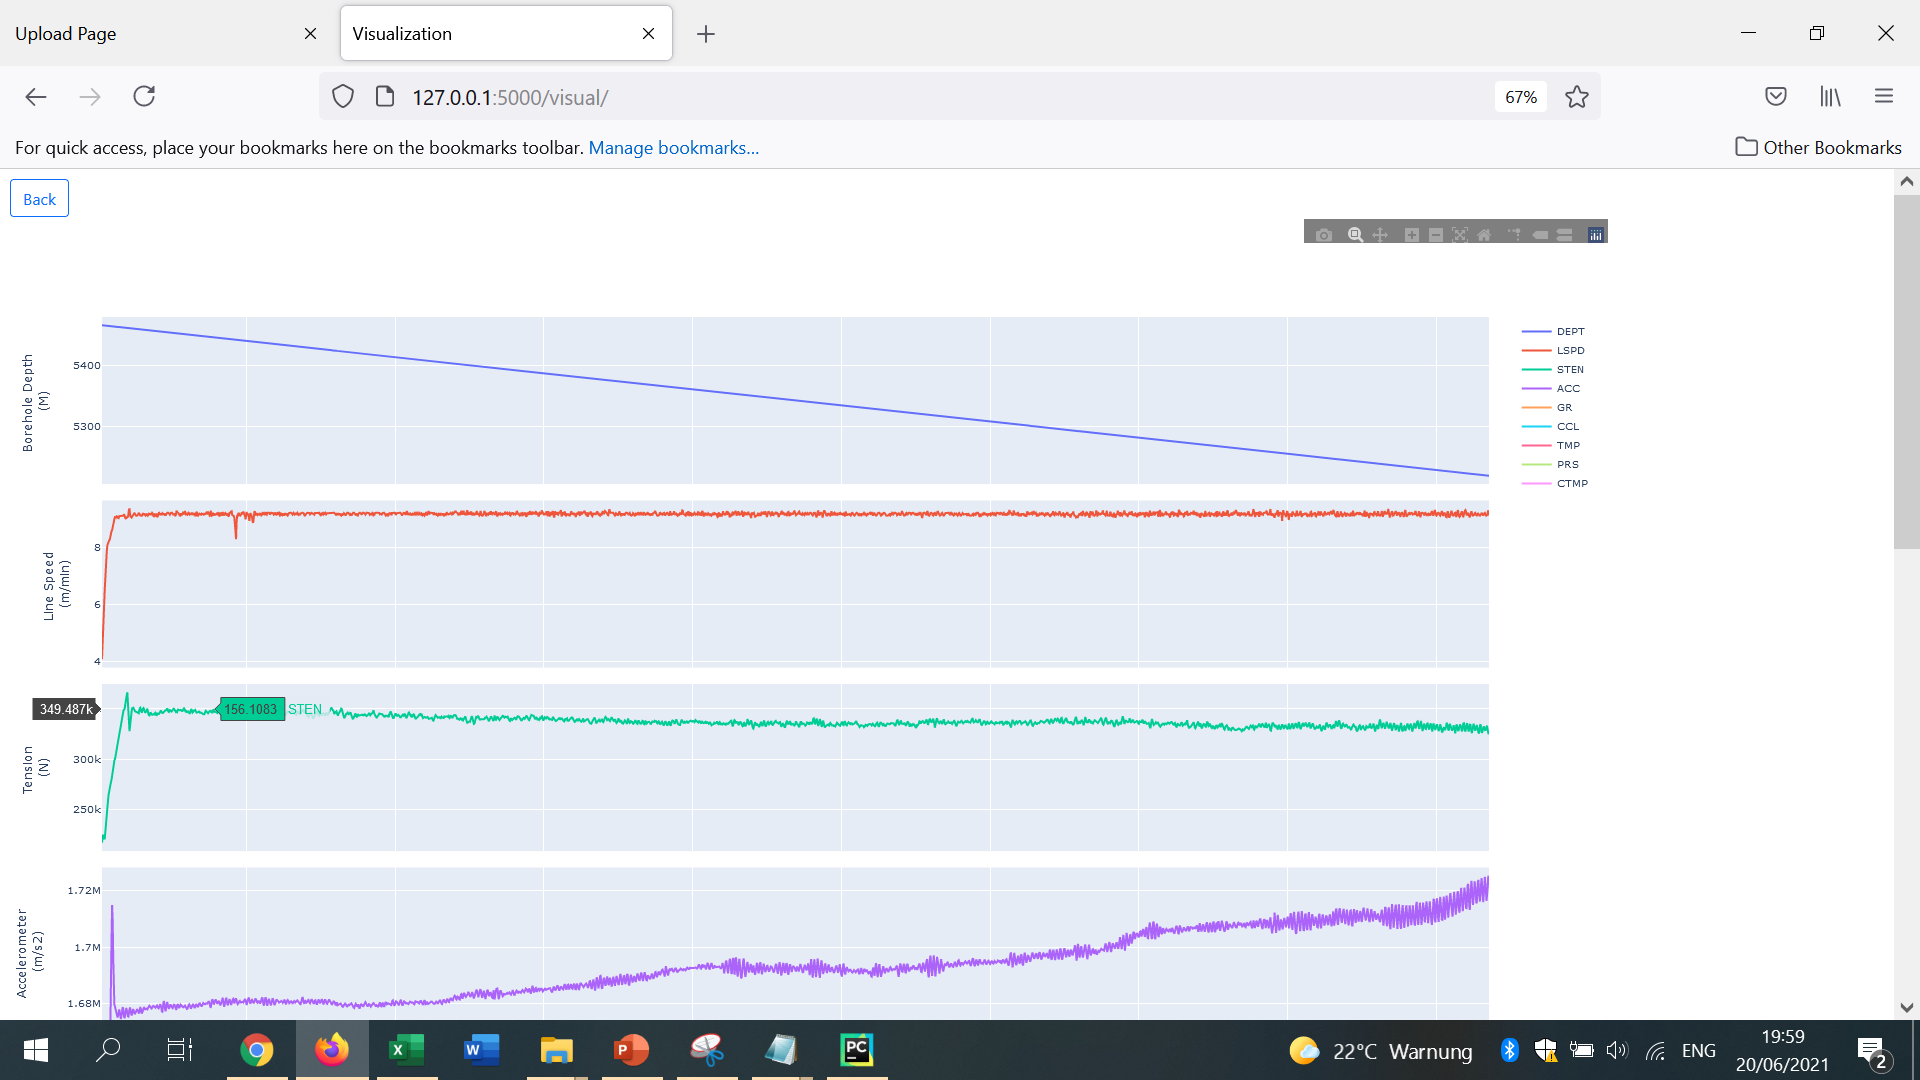 Upload Page
Visualization
127.0.0.1:5000/visual/
67%
For quick access, place your bookmarks here on the bookmarks toolbar. Manage bookmarks...
Other Bookmarks
Back
Borehole Depth
(M)
5400
5300
DEPT
LSPD
STEN
ACC
GR
CCL
TMP
PRS
CTMP
Line Speed
(m/min)
8
6
4
349.487k
156.1083 STEN
Tension
(N)
300k
250k
Accelerometer
(m/s2)
1.72M
1.7M
1.68M
22°C Warnung
ENG
19:59
20/06/2021
2